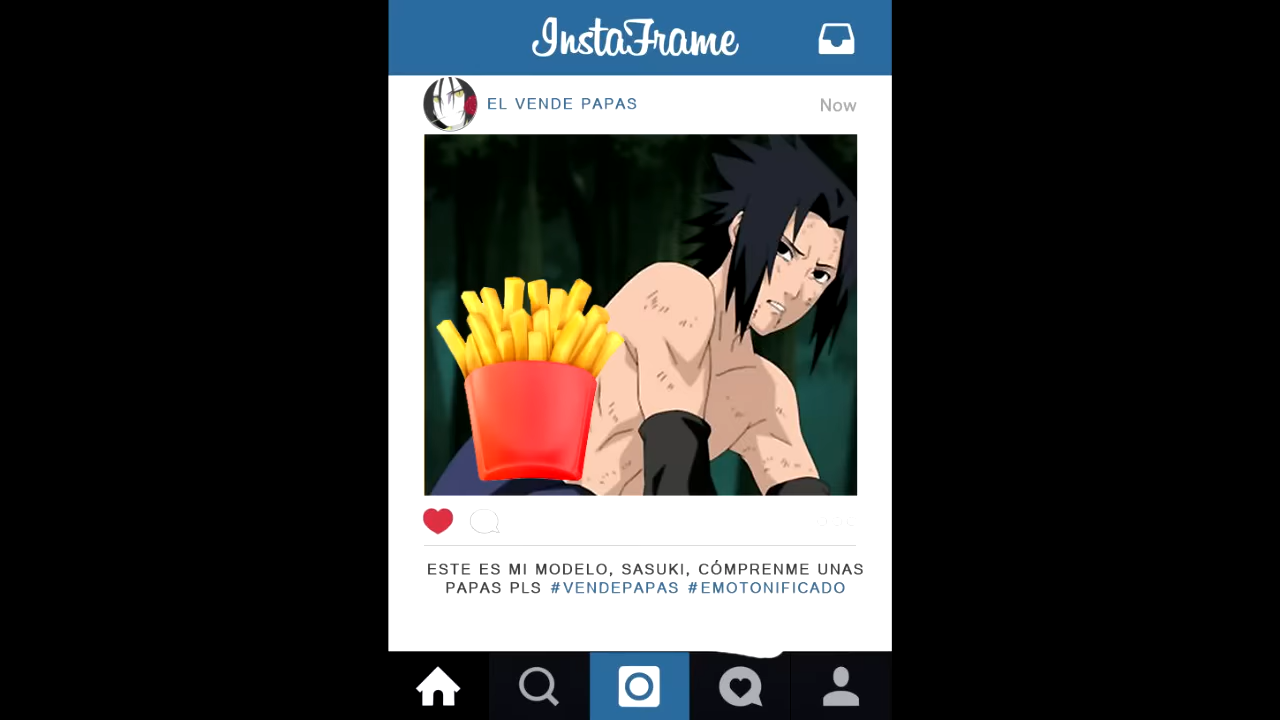 InstaFrame
EL VENDE PAPAS
Now
ESTE ES MI MODELO, SASUKI, CÓMPRENME UNAS
PAPAS PLS #VENDEPAPAS #EMOTONIFICADO